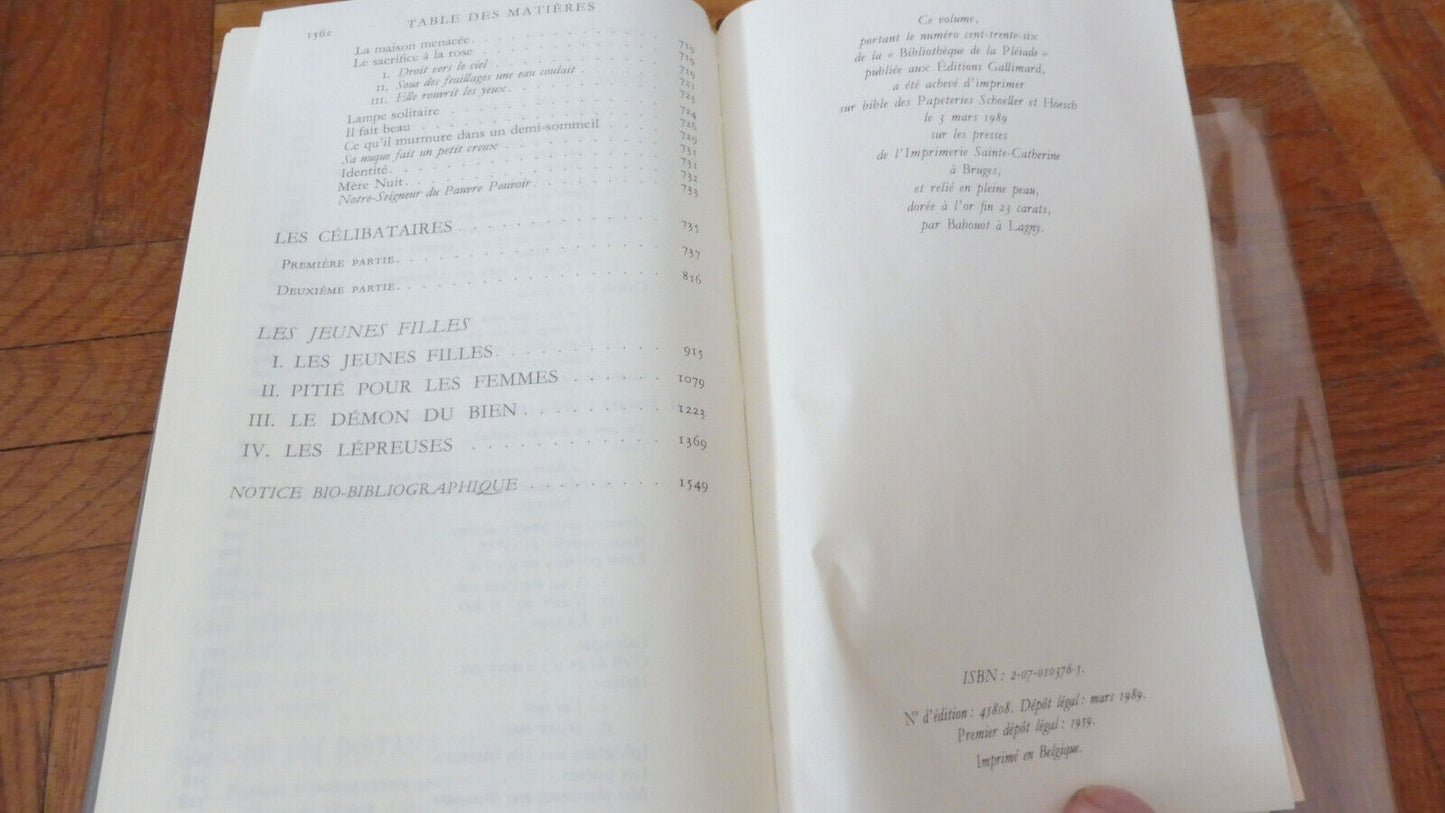 1562 TABLE DES MATIÈRES
La maison menacée. 719
Le sacrifice à la rose 719
I. Droit vers le ciel 719
II. Sous des feuillages une eau coulait 721
III. Elle rouvrit les yeux. 723
Lampe solitaire 724
Il fait beau 726
Ce qu'il murmure dans un demi-sommeil 729
Sa nuque fait un petit creux 731
Identité 731
Mère Nuit 732
Notre-Seigneur du Pauvre Pouvoir 733
LES CÉLIBATAIRES 735
PREMIÈRE PARTIE 737
DEUXIÈME PARTIE 816
LES JEUNES FILLES
I. LES JEUNES FILLES 915
II. PITIÉ POUR LES FEMMES 1079
III. LE DÉMON DU BIEN 1223
IV. LES LÉPREUSES 1369
NOTICE BIO-BIBLIOGRAPHIQUE 1549
Ce volume,
portant le numéro cent-trente-six
de la « Bibliothèque de la Pléiade »
publiée aux Éditions Gallimard,
a été achevé d'imprimer
sur bible des Papeteries Schoeller et Hoesch
le 3 mars 1989
sur les presses
de l'Imprimerie Sainte-Catherine
à Bruges,
et relié en pleine peau,
dorée à l'or fin 23 carats,
par Babouot à Lagny.
ISBN : 2-07-010376-5.
N° d'édition : 45808. Dépôt légal : mars 1989.
Premier dépôt légal : 1959.
Imprimé en Belgique.